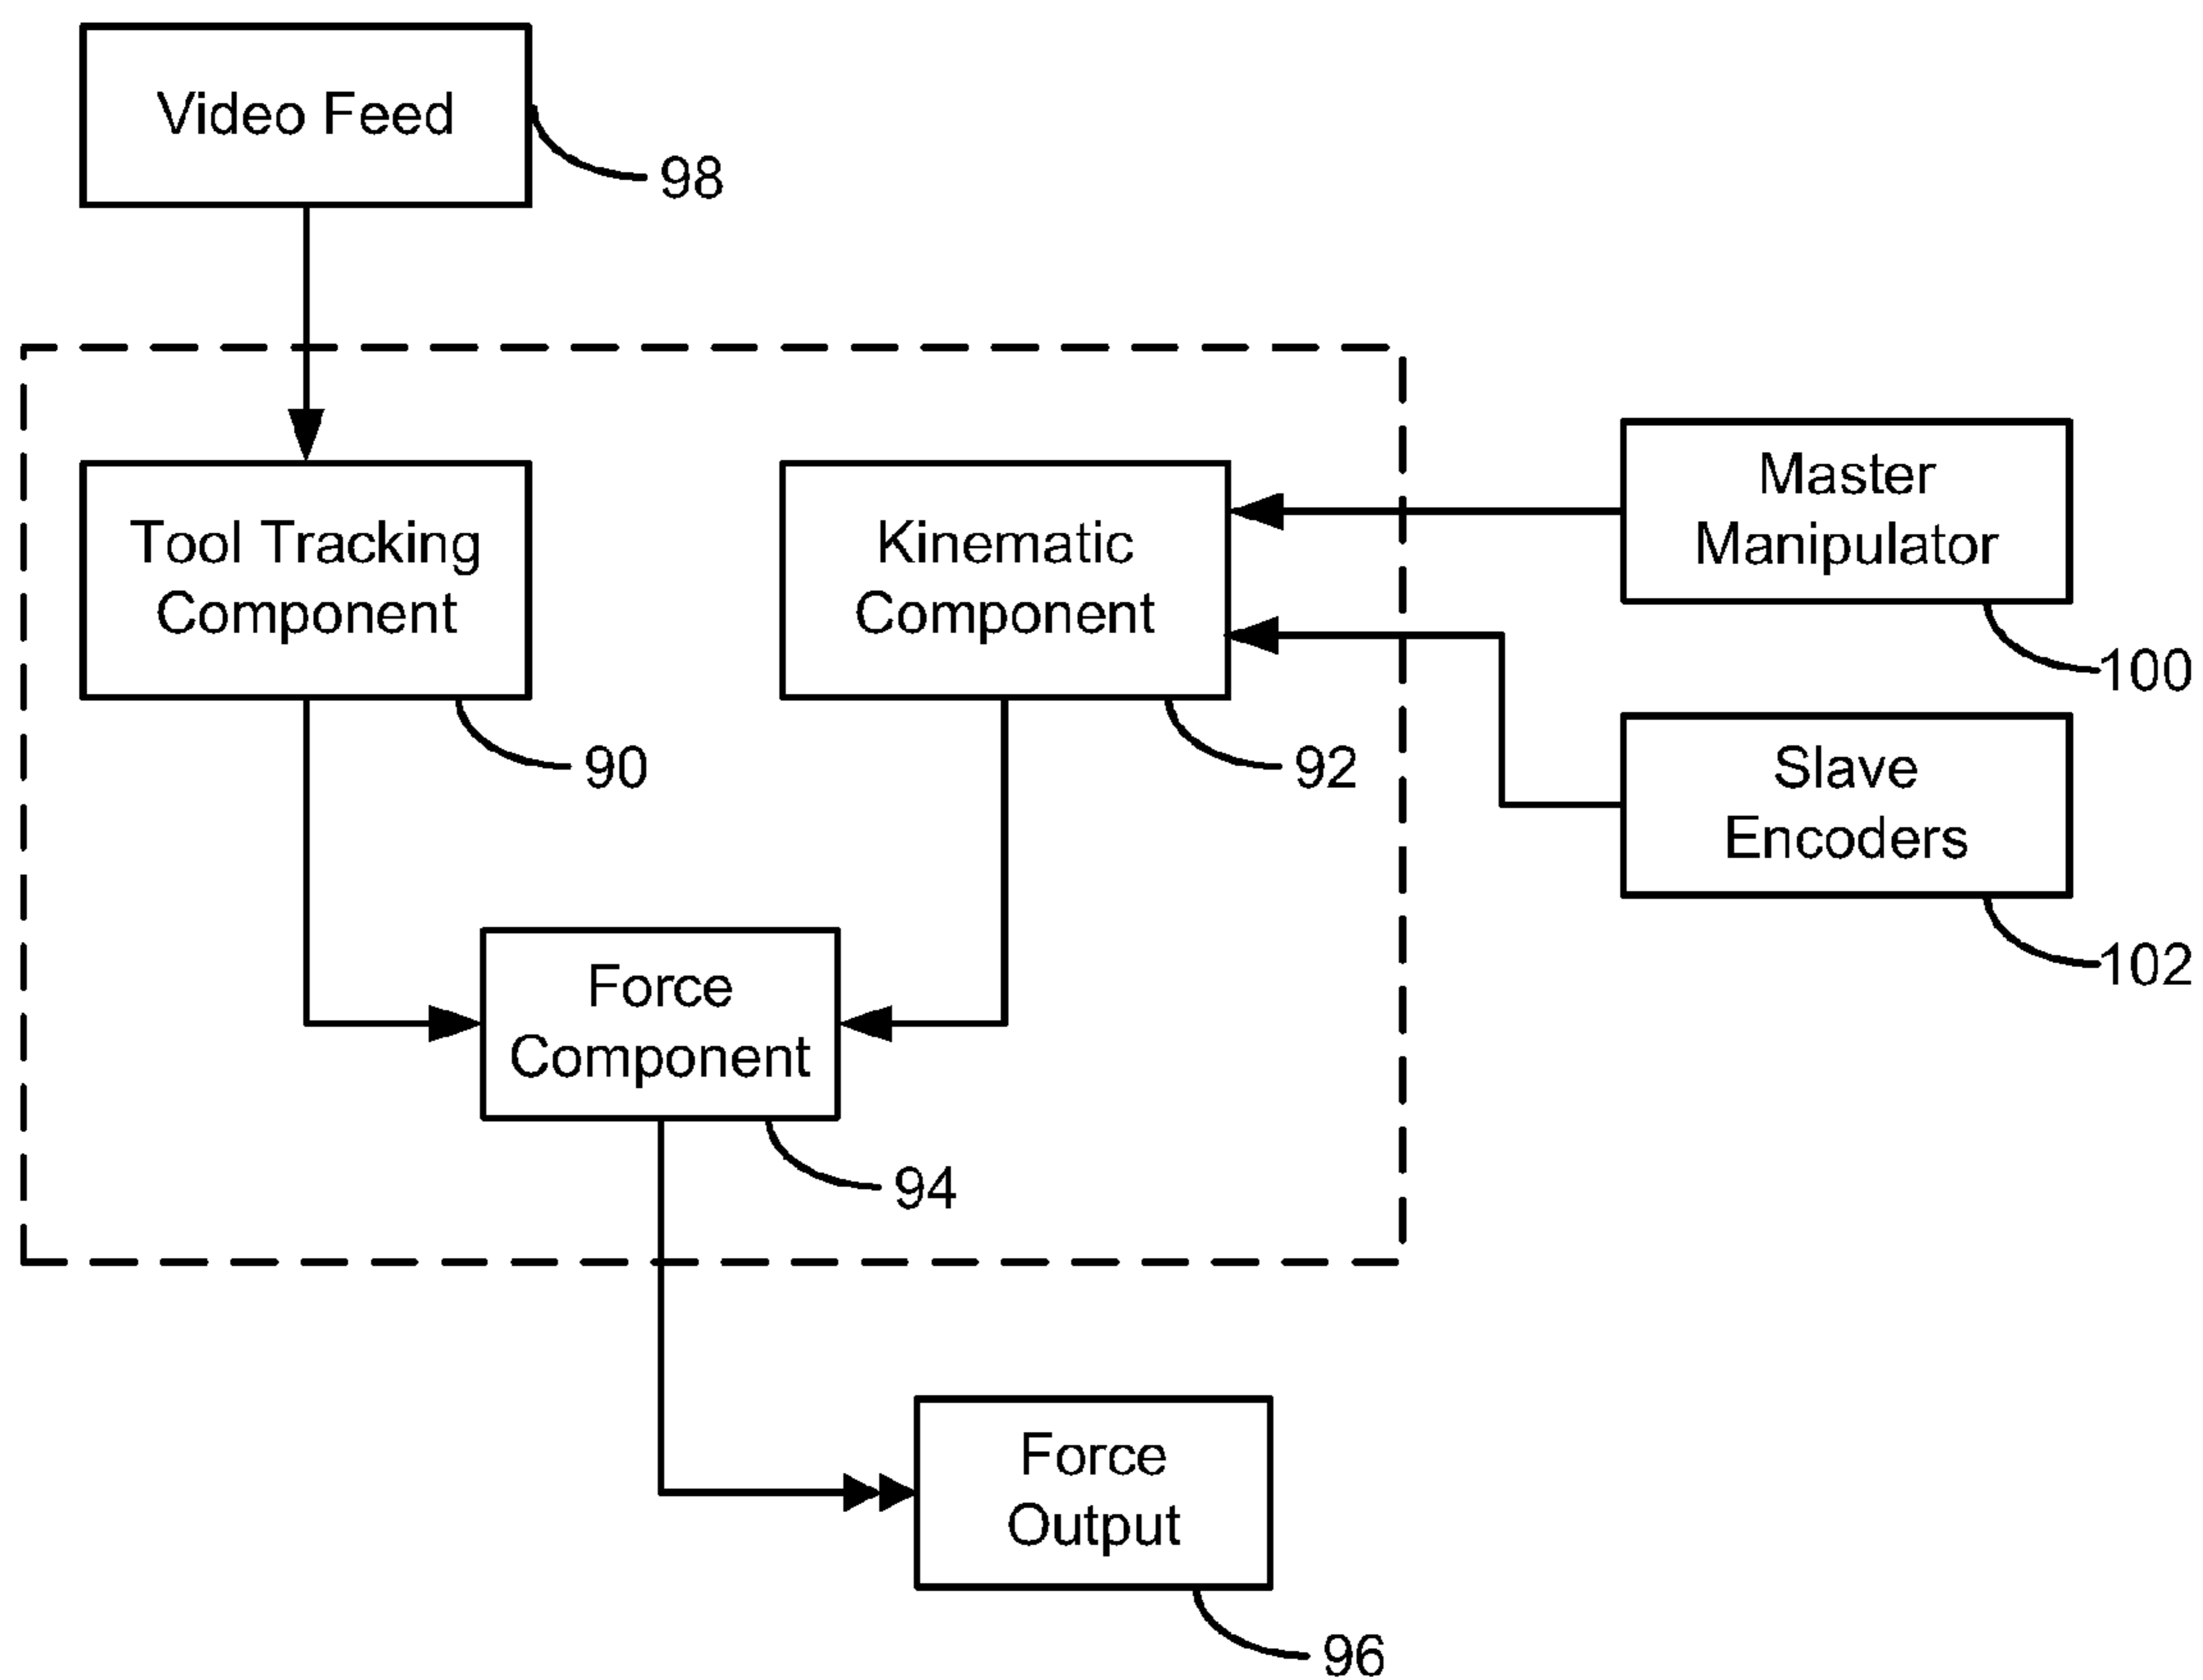 Video Feed
98
Tool Tracking
Component
90
Kinematic
Component
92
Master
Manipulator
100
Slave
Encoders
102
Force
Component
94
Force
Output
96